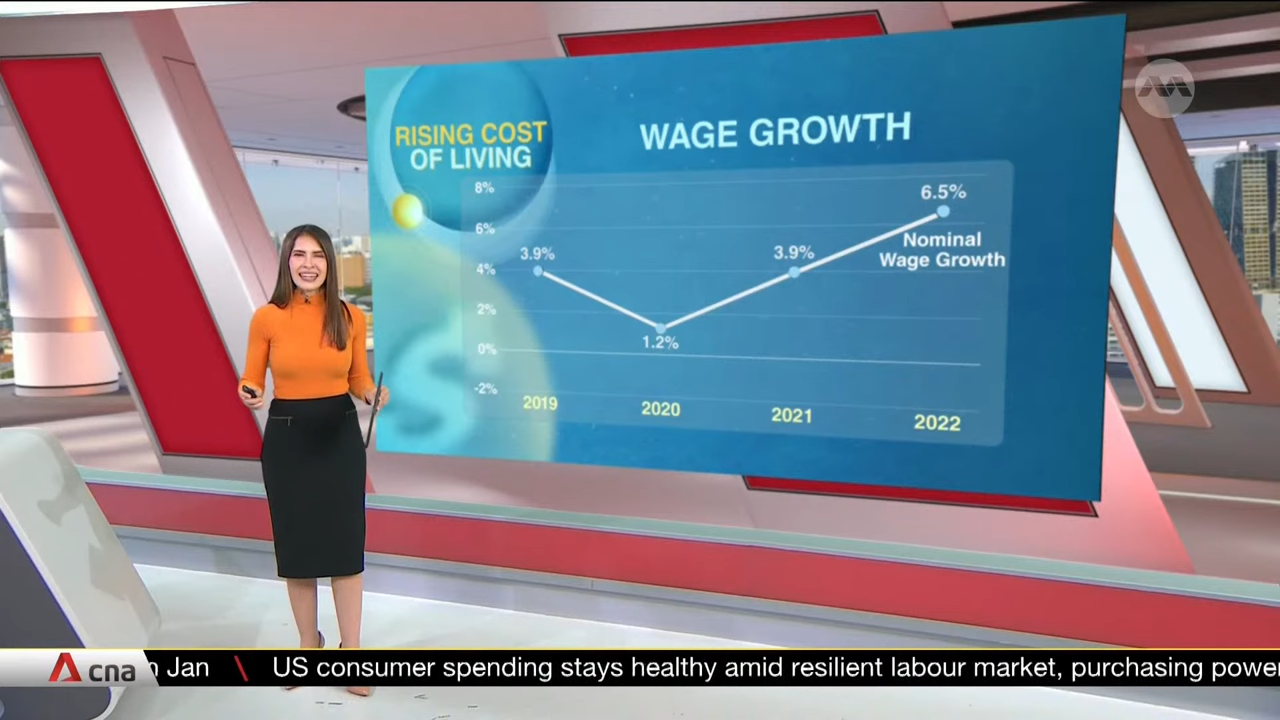 RISING COST
OF LIVING
WAGE GROWTH
8%
6%
4%
2%
0%
-2%
3.9%
1.2%
3.9%
6.5%
Nominal
Wage Growth
2019
2020
2021
2022
cna
n Jan \ US consumer spending stays healthy amid resilient labour market, purchasing power